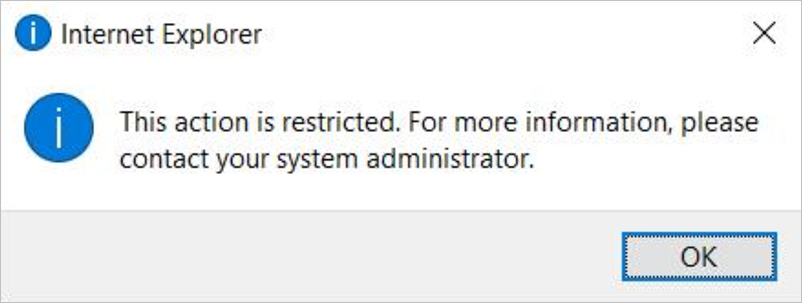 Internet Explorer
This action is restricted. For more information, please
contact your system administrator.
OK